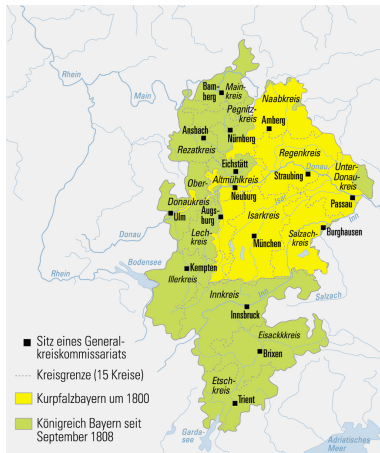 Rhein
Main
Bam-
berg
Main-
kreis
Pegnitz-
kreis
Naabkreis
Ansbach
Nürnberg
Amberg
Rezatkreis
Regenkreis
Eichstätt
Altmühlkreis
Straubing
Donau
Unter-
Donau-
kreis
Ober-
Donaukreis
Neuburg
Passau
Ulm
Augs-
burg
Isarkreis
Isar
Inn
Lech-
kreis
Salzach-
kreis
Burghausen
Donau
München
Bodensee
Kempten
Rhein
Illerkreis
Innkreis
Inn
Salzach
Innsbruck
Eisackkreis
Brixen
Etsch-
kreis
Trient
Garda-
see
Adriatisches
Meer
Sitz eines General-
kreiskommissariats
Kreisgrenze (15 Kreise)
Kurpfalzbayern um 1800
Königreich Bayern seit
September 1808